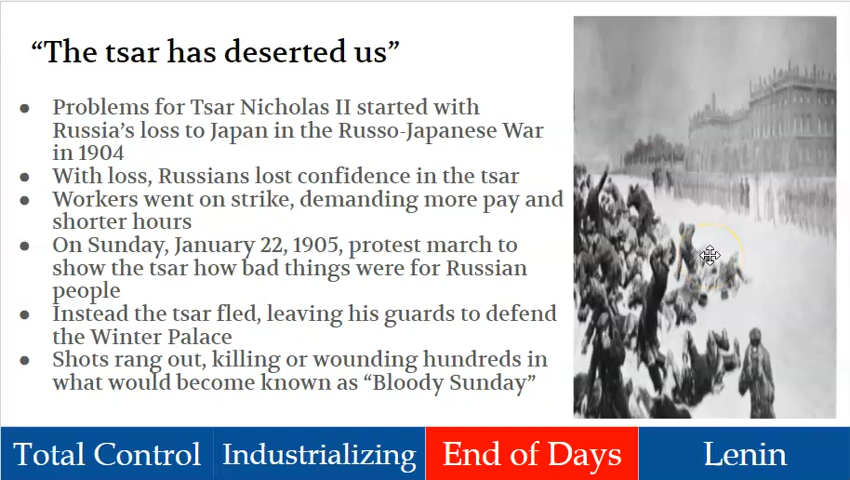 “The tsar has deserted us”
● Problems for Tsar Nicholas II started with
Russia’s loss to Japan in the Russo-Japanese War
in 1904
● With loss, Russians lost confidence in the tsar
● Workers went on strike, demanding more pay and
shorter hours
● On Sunday, January 22, 1905, protest march to
show the tsar how bad things were for Russian
people
● Instead the tsar fled, leaving his guards to defend
the Winter Palace
● Shots rang out, killing or wounding hundreds in
what would become known as “Bloody Sunday”
Total Control
Industrializing
End of Days
Lenin